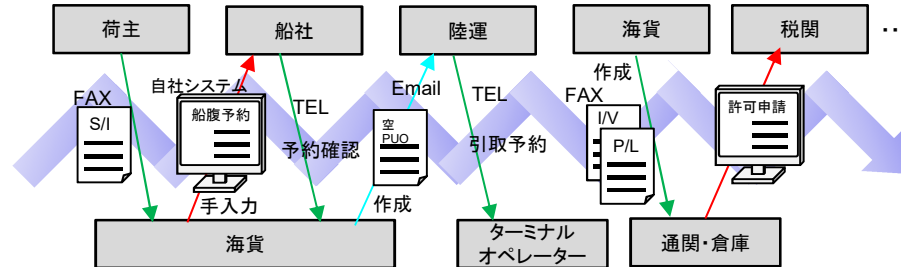 荷主
船社
陸運
海貨
税関
…
FAX
S/I
自社システム
船腹予約
手入力
TEL
予約確認
空
PUO
作成
Email
TEL
引取予約
作成
FAX
I/V
P/L
許可申請
海貨
ターミナル
オペレーター
通関・倉庫